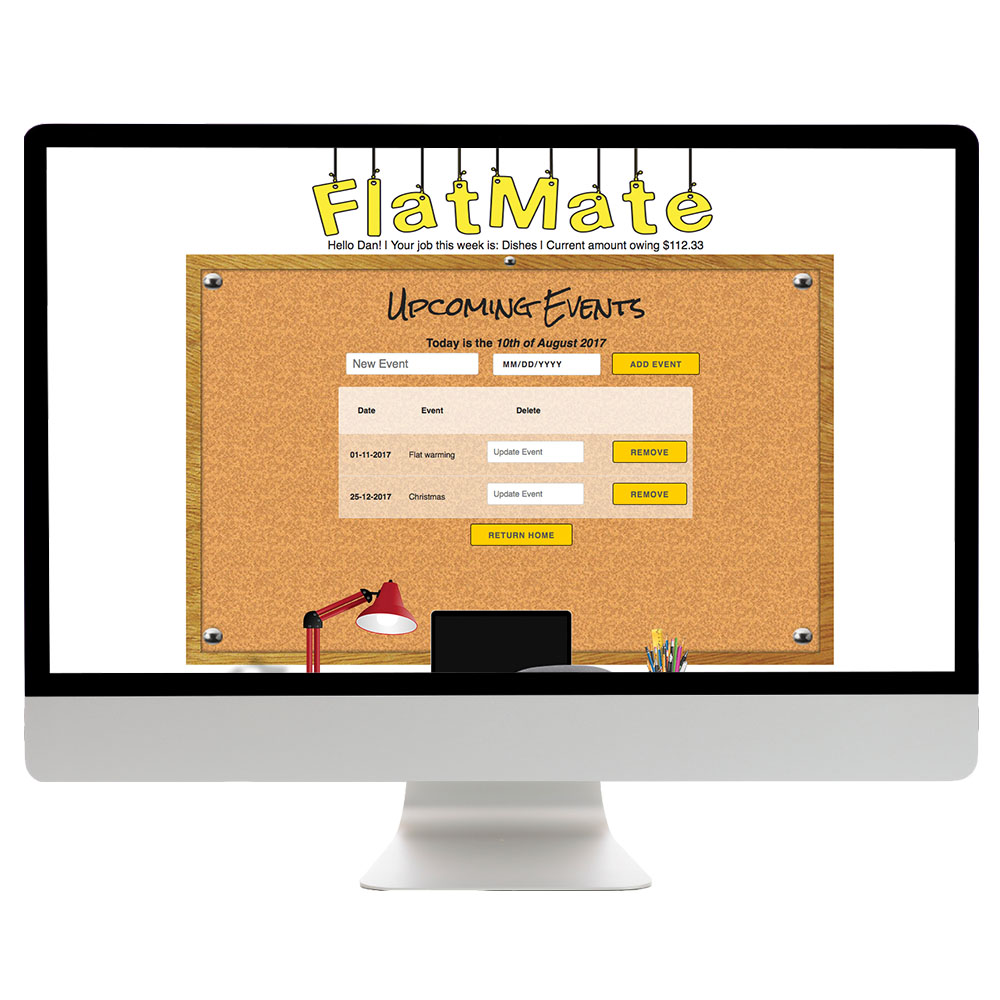 FlatMate
Hello Dan! | Your job this week is: Dishes | Current amount owing $112.33
Upcoming Events
Today is the 10th of August 2017
New Event MM/DD/YYYY ADD EVENT
Date Event Delete
01-11-2017 Flat warming Update Event REMOVE
25-12-2017 Christmas Update Event REMOVE
RETURN HOME